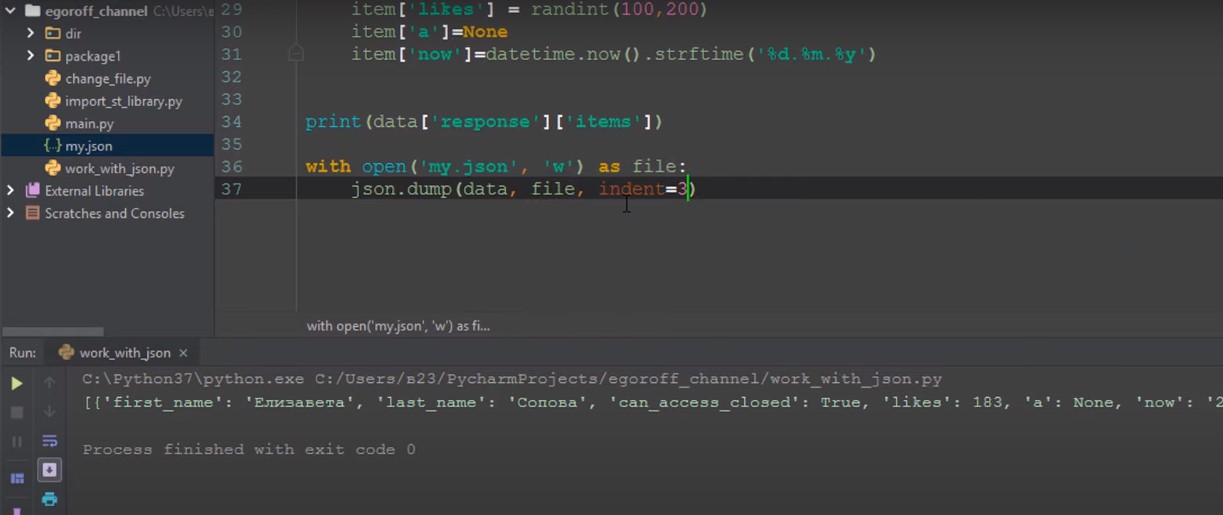 egoroff_channel C:\Users\в
dir
package1
change_file.py
import_st_library.py
main.py
my.json
work_with_json.py
External Libraries
Scratches and Consoles
29 item['likes'] = randint(100,200)
30 item['a']=None
31 item['now']=datetime.now().strftime('%d.%m.%y')
32
33
34 print(data['response']['items'])
35
36 with open('my.json', 'w') as file:
37 json.dump(data, file, indent=3)
with open('my.json', 'w') as fi...
Run: work_with_json ×
C:\Python37\python.exe C:/Users/в23/PycharmProjects/egoroff_channel/work_with_json.py
[{'first_name': 'Елизавета', 'last_name': 'Сопова', 'can_access_closed': True, 'likes': 183, 'a': None, 'now': '2
Process finished with exit code 0